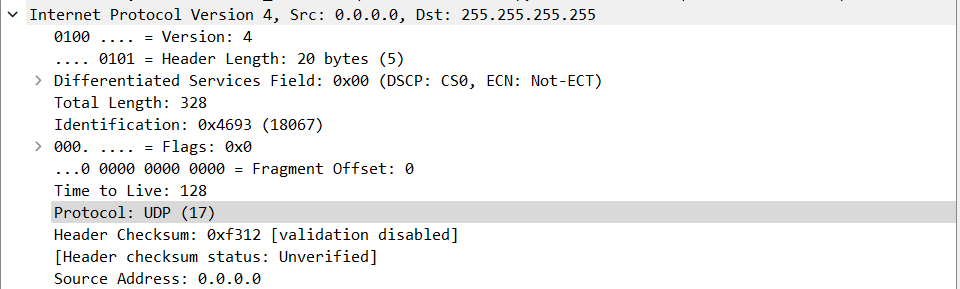 Internet Protocol Version 4, Src: 0.0.0.0, Dst: 255.255.255.255
0100 .... = Version: 4
.... 0101 = Header Length: 20 bytes (5)
Differentiated Services Field: 0x00 (DSCP: CS0, ECN: Not-ECT)
Total Length: 328
Identification: 0x4693 (18067)
000. .... = Flags: 0x0
...0 0000 0000 0000 = Fragment Offset: 0
Time to Live: 128
Protocol: UDP (17)
Header Checksum: 0xf312 [validation disabled]
[Header checksum status: Unverified]
Source Address: 0.0.0.0